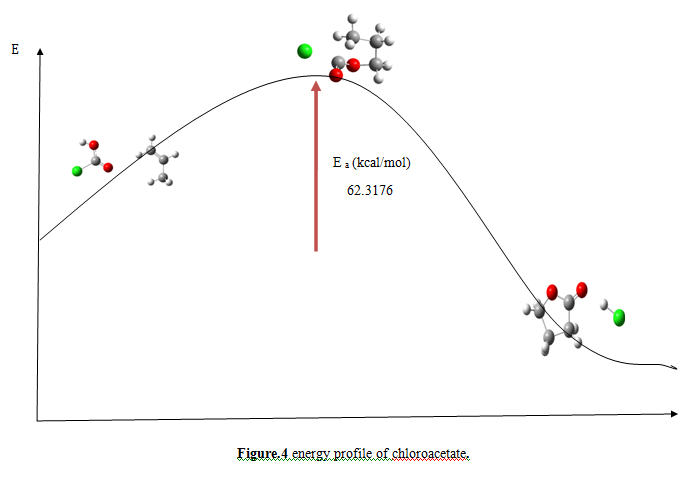 E
E a (kcal/mol)
62.3176
Figure.4 energy profile of chloroacetate.